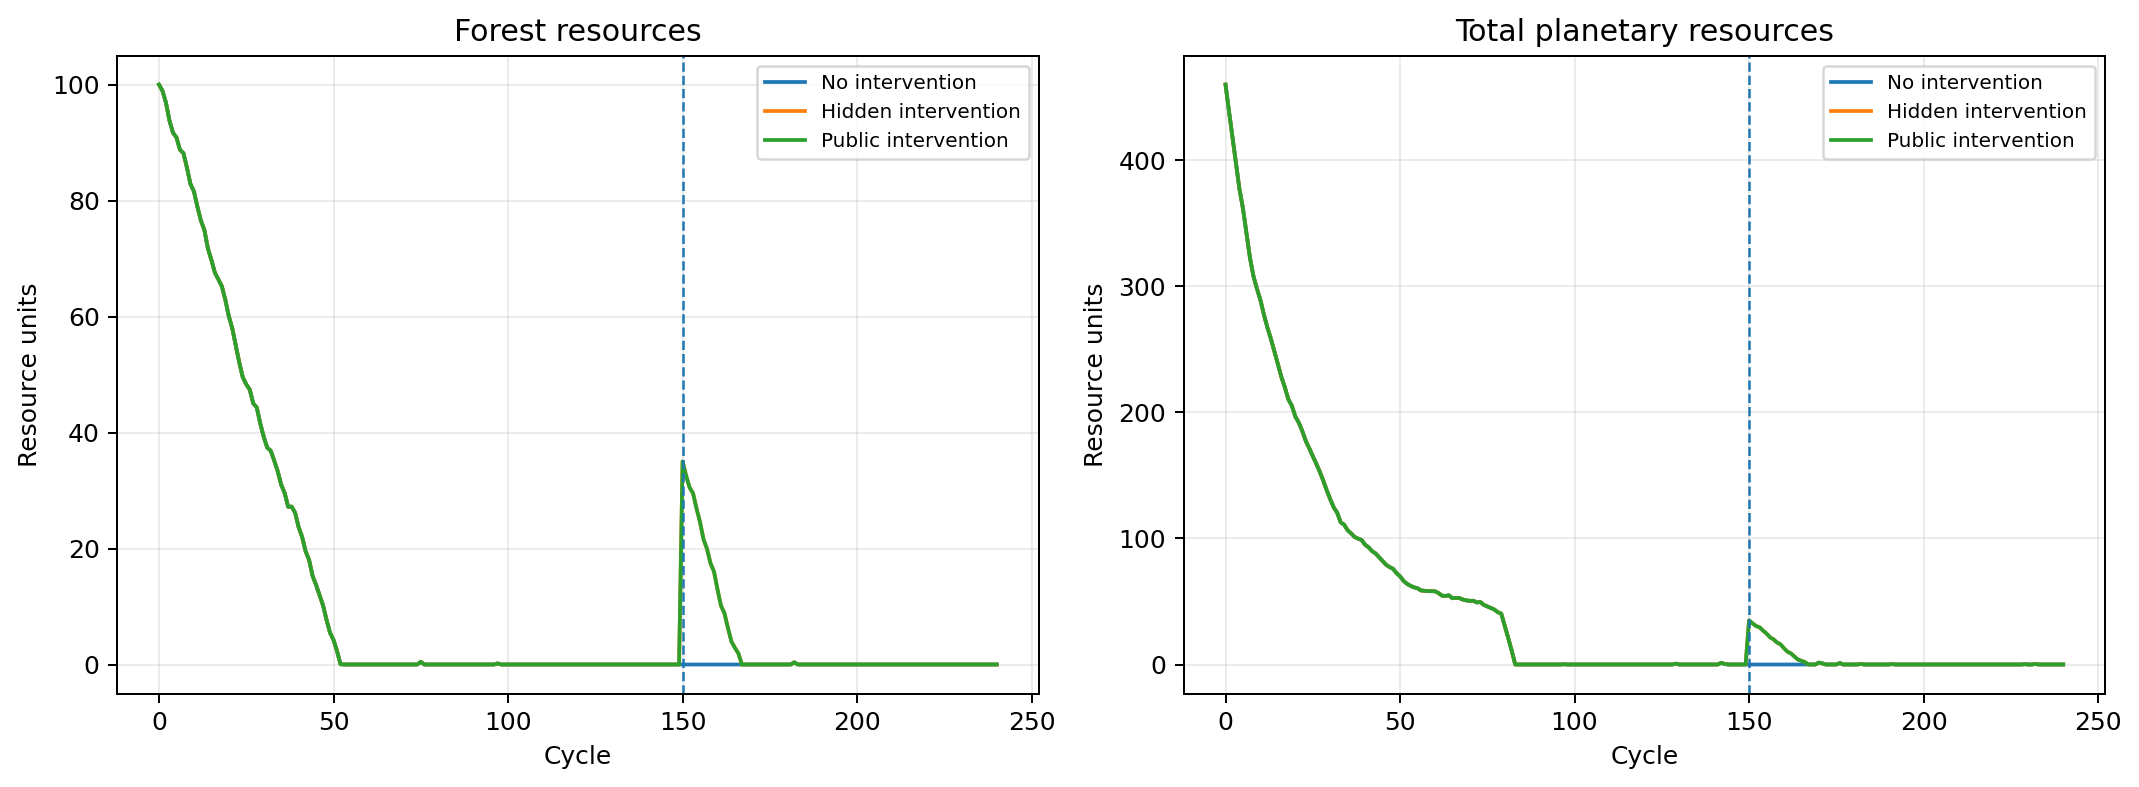 Forest resources
Resource units
100
80
60
40
20
0
No intervention
Hidden intervention
Public intervention
0 50 100 150 200 250
Cycle
Total planetary resources
Resource units
400
300
200
100
0
No intervention
Hidden intervention
Public intervention
0 50 100 150 200 250
Cycle